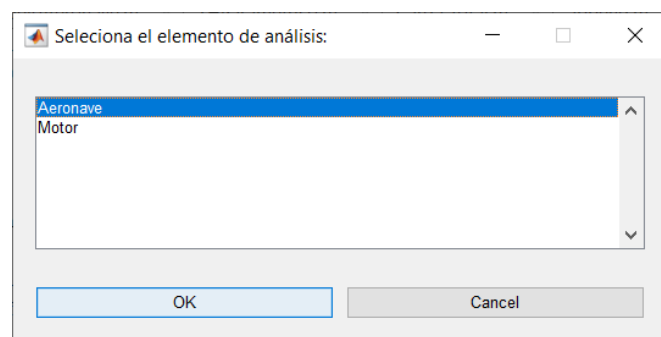 Seleciona el elemento de análisis:
Aeronave
Motor
OK
Cancel